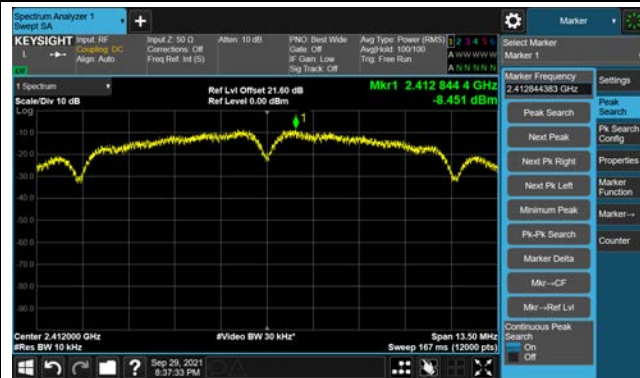 Spectrum Analyzer 1
Swept SA
+
Marker
KEYSIGHT
L
Input: RF
Coupling: DC
Align: Auto
Input Z: 50 Ω
Corrections: Off
Freq Ref: Int (S)
Atten: 10 dB
PNO: Best Wide
Gate: Off
IF Gain: Low
Sig Track: Off
Avg Type: Power (RMS)
Avg|Hold: 100/100
Trig: Free Run
1 2 3 4 5 6
A W W W W W
A N N N N N
Select Marker
Marker 1
1 Spectrum
Scale/Div 10 dB
Log
Ref Lvl Offset 21.60 dB
Ref Level 0.00 dBm
Mkr1 2.412 844 4 GHz
-8.451 dBm
1
-10.0
-20.0
-30.0
-40.0
-50.0
-60.0
-70.0
-80.0
-90.0
Center 2.412000 GHz
#Res BW 10 kHz
#Video BW 30 kHz*
Span 13.50 MHz
Sweep 167 ms (12000 pts)
Marker Frequency
2.412844383 GHz
Peak Search
Next Peak
Next Pk Right
Next Pk Left
Minimum Peak
Pk-Pk Search
Marker Delta
Mkr→CF
Mkr→Ref Lvl
Continuous Peak
Search
On
Off
Settings
Peak
Search
Pk Search
Config
Properties
Marker
Function
Marker→
Counter
?
Sep 29, 2021
8:37:33 PM